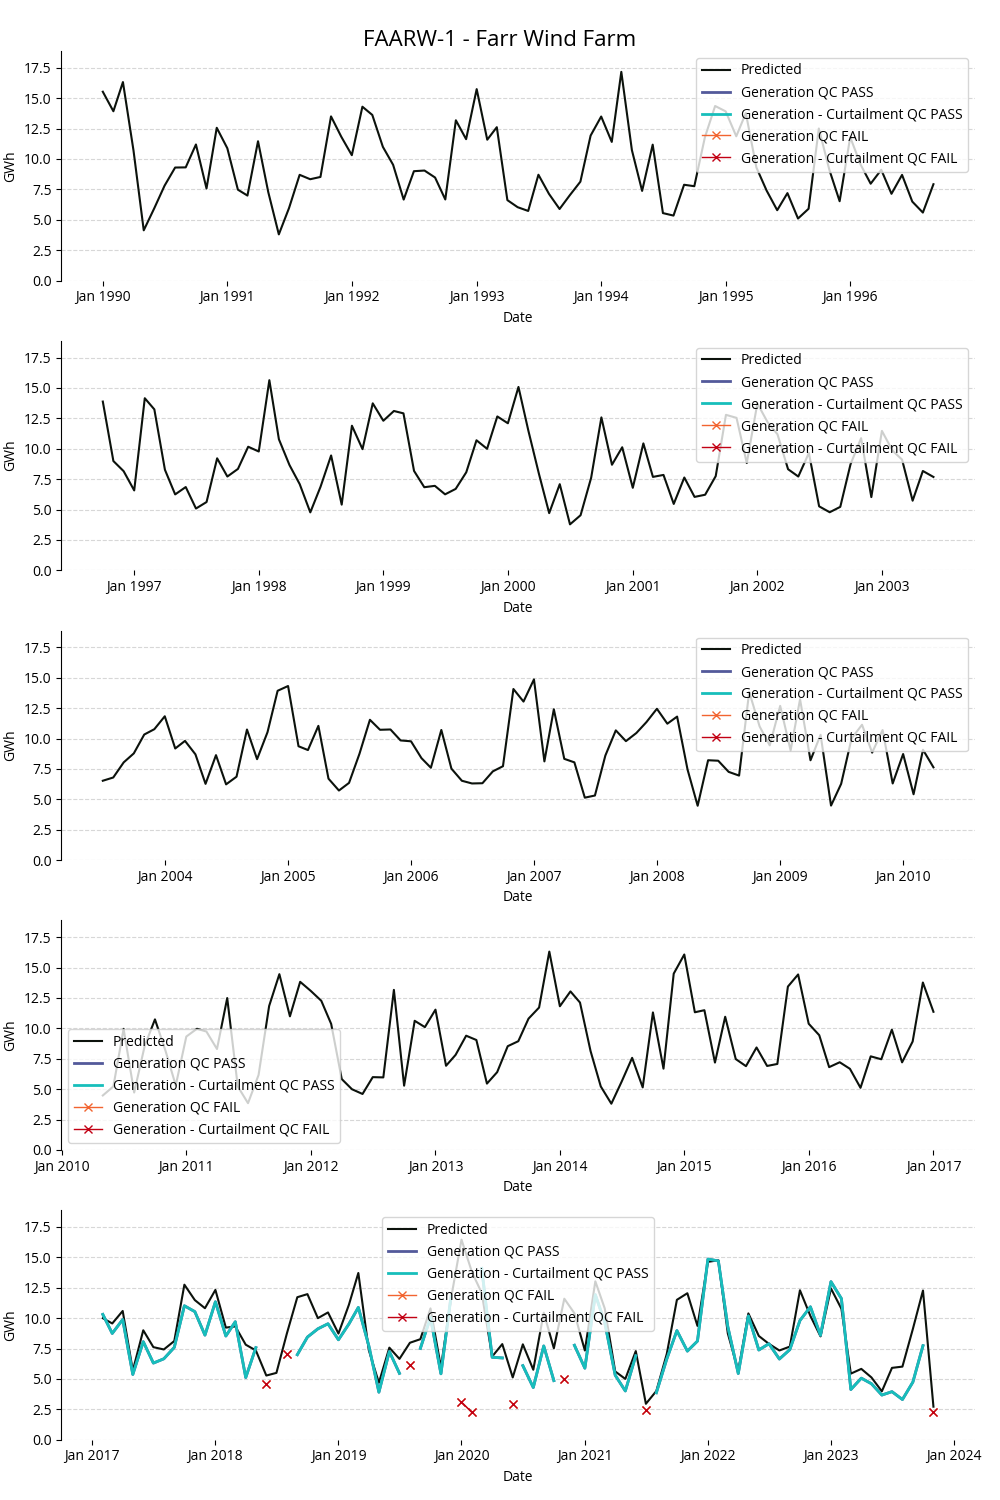 FAARW-1 - Farr Wind Farm
17.5
15.0
12.5
10.0
7.5
5.0
2.5
0.0
GWh
Predicted
Generation QC PASS
Generation - Curtailment QC PASS
Generation QC FAIL
Generation - Curtailment QC FAIL
Jan 1990 Jan 1991 Jan 1992 Jan 1993 Jan 1994 Jan 1995 Jan 1996
Date
17.5
15.0
12.5
10.0
7.5
5.0
2.5
0.0
GWh
Predicted
Generation QC PASS
Generation - Curtailment QC PASS
Generation QC FAIL
Generation - Curtailment QC FAIL
Jan 1997 Jan 1998 Jan 1999 Jan 2000 Jan 2001 Jan 2002 Jan 2003
Date
17.5
15.0
12.5
10.0
7.5
5.0
2.5
0.0
GWh
Predicted
Generation QC PASS
Generation - Curtailment QC PASS
Generation QC FAIL
Generation - Curtailment QC FAIL
Jan 2004 Jan 2005 Jan 2006 Jan 2007 Jan 2008 Jan 2009 Jan 2010
Date
17.5
15.0
12.5
10.0
7.5
5.0
2.5
0.0
GWh
Predicted
Generation QC PASS
Generation - Curtailment QC PASS
Generation QC FAIL
Generation - Curtailment QC FAIL
Jan 2010 Jan 2011 Jan 2012 Jan 2013 Jan 2014 Jan 2015 Jan 2016 Jan 2017
Date
17.5
15.0
12.5
10.0
7.5
5.0
2.5
0.0
GWh
Predicted
Generation QC PASS
Generation - Curtailment QC PASS
Generation QC FAIL
Generation - Curtailment QC FAIL
Jan 2017 Jan 2018 Jan 2019 Jan 2020 Jan 2021 Jan 2022 Jan 2023 Jan 2024
Date